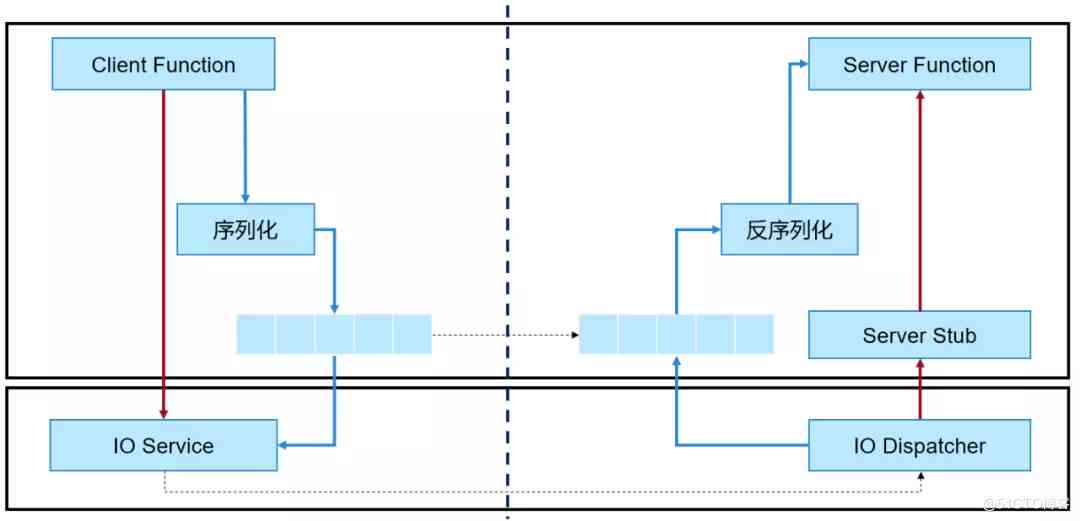 Client Function
Server Function
序列化
反序列化
Server Stub
IO Service
IO Dispatcher
@51CTO博客